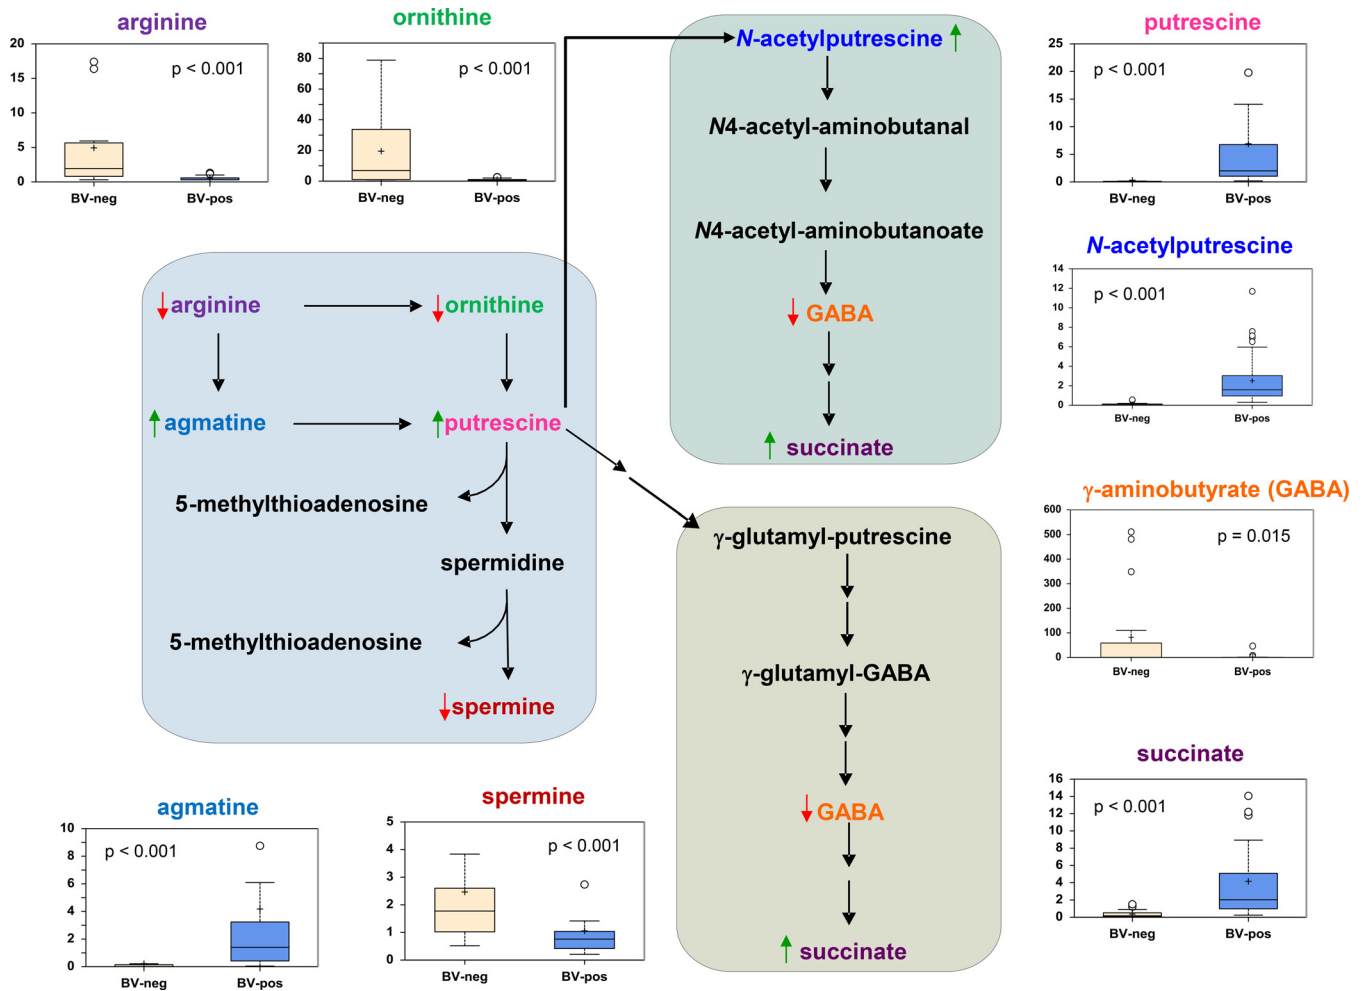 arginine
20
15
10
5
0
p < 0.001
BV-neg
BV-pos
ornithine
80
60
40
20
0
p < 0.001
BV-neg
BV-pos
N-acetylputrescine
N4-acetyl-aminobutanal
N4-acetyl-aminobutanoate
GABA
succinate
putrescine
25
20
15
10
5
0
p < 0.001
BV-neg
BV-pos
N-acetylputrescine
14
12
10
8
6
4
2
0
p < 0.001
BV-neg
BV-pos
arginine
ornithine
agmatine
putrescine
5-methylthioadenosine
spermidine
5-methylthioadenosine
spermine
γ-glutamyl-putrescine
γ-glutamyl-GABA
GABA
succinate
γ-aminobutyrate (GABA)
600
500
400
300
200
100
0
p = 0.015
BV-neg
BV-pos
agmatine
10
8
6
4
2
0
p < 0.001
BV-neg
BV-pos
spermine
5
4
3
2
1
0
p < 0.001
BV-neg
BV-pos
succinate
16
14
12
10
8
6
4
2
0
p < 0.001
BV-neg
BV-pos